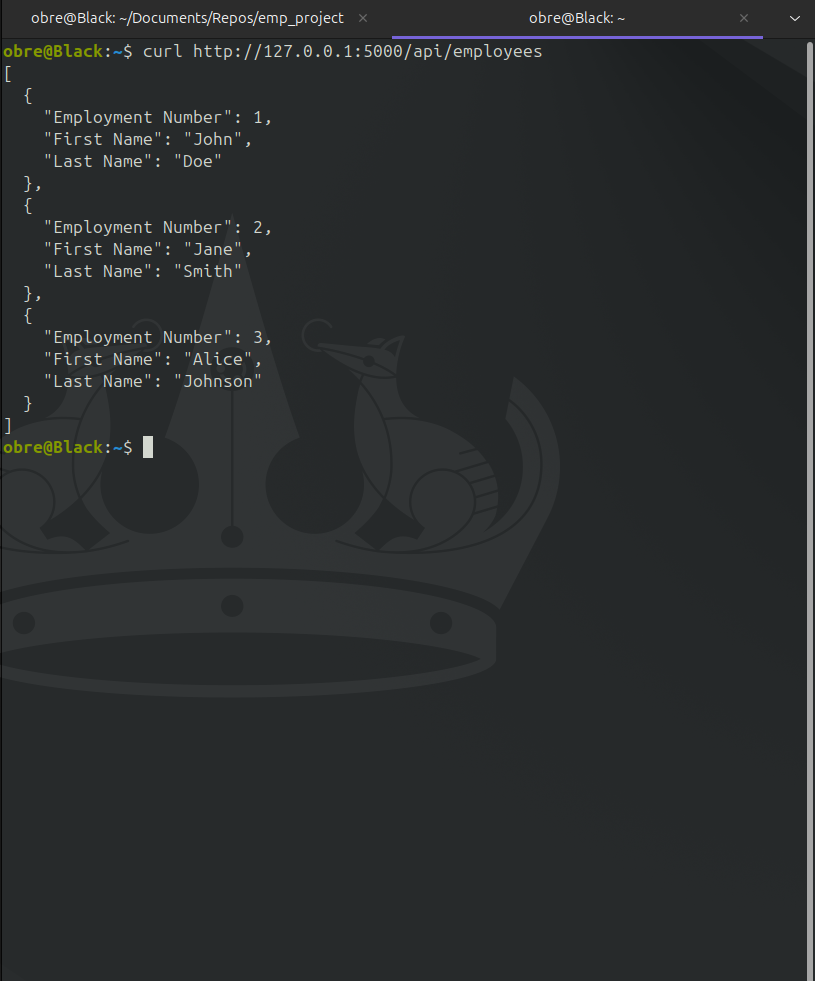 obre@Black: ~/Documents/Repos/emp_project × obre@Black: ~ ×
obre@Black:~$ curl http://127.0.0.1:5000/api/employees
[
  {
    "Employment Number": 1,
    "First Name": "John",
    "Last Name": "Doe"
  },
  {
    "Employment Number": 2,
    "First Name": "Jane",
    "Last Name": "Smith"
  },
  {
    "Employment Number": 3,
    "First Name": "Alice",
    "Last Name": "Johnson"
  }
]
obre@Black:~$